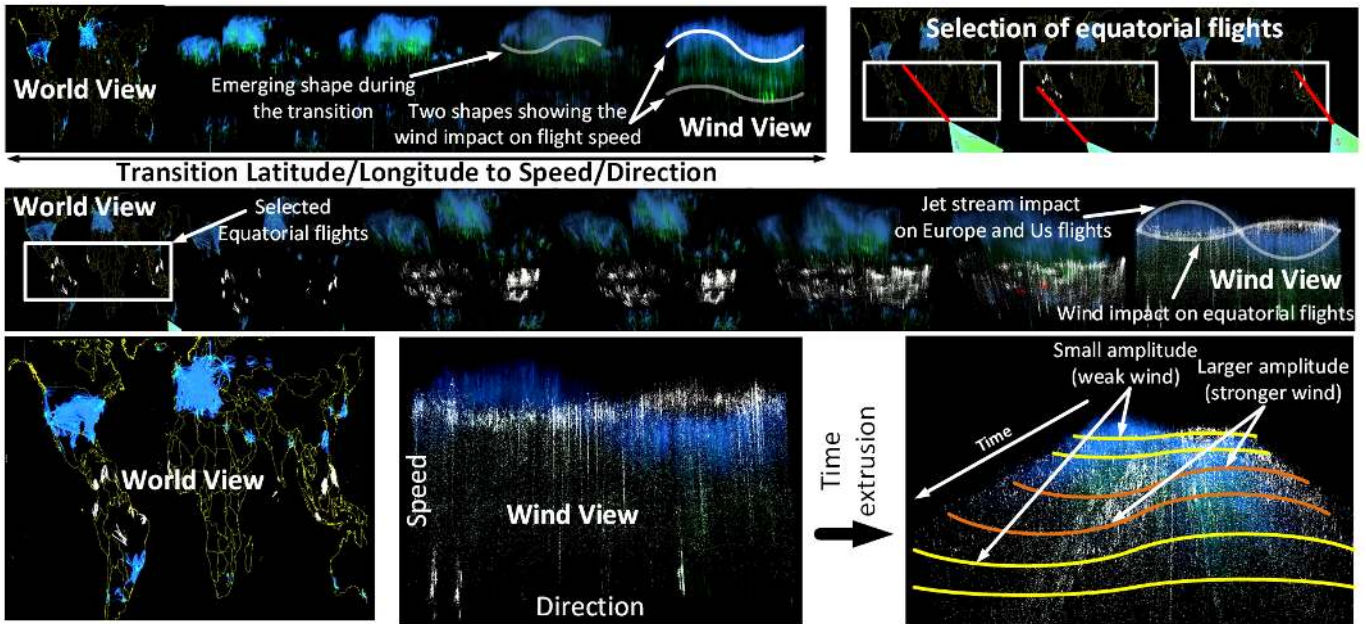 World View
Emerging shape during
the transition
Two shapes showing the
wind impact on flight speed
Wind View
Selection of equatorial flights
Transition Latitude/Longitude to Speed/Direction
World View
Selected
Equatorial flights
Jet stream impact
on Europe and Us flights
Wind View
Wind impact on equatorial flights
World View
Speed
Wind View
Direction
Time
extrusion
Small amplitude
(weak wind)
Larger amplitude
(stronger wind)
Time